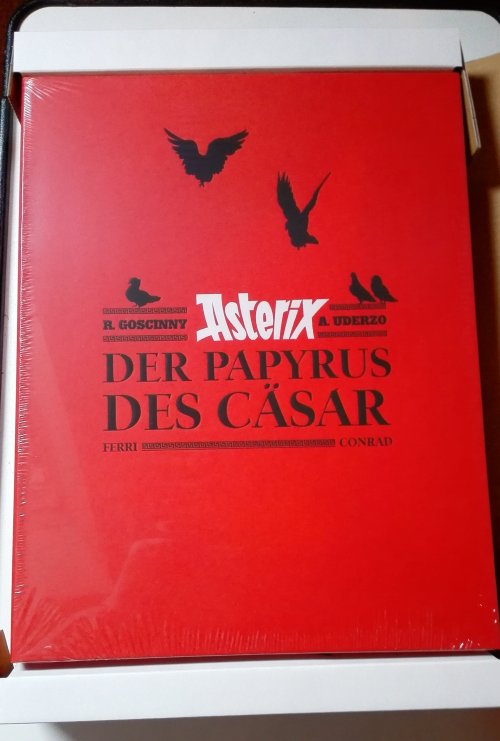 R. GOSCINNY Asterix A. UDERZO
DER PAPYRUS
DES CÄSAR
FERRI CONRAD